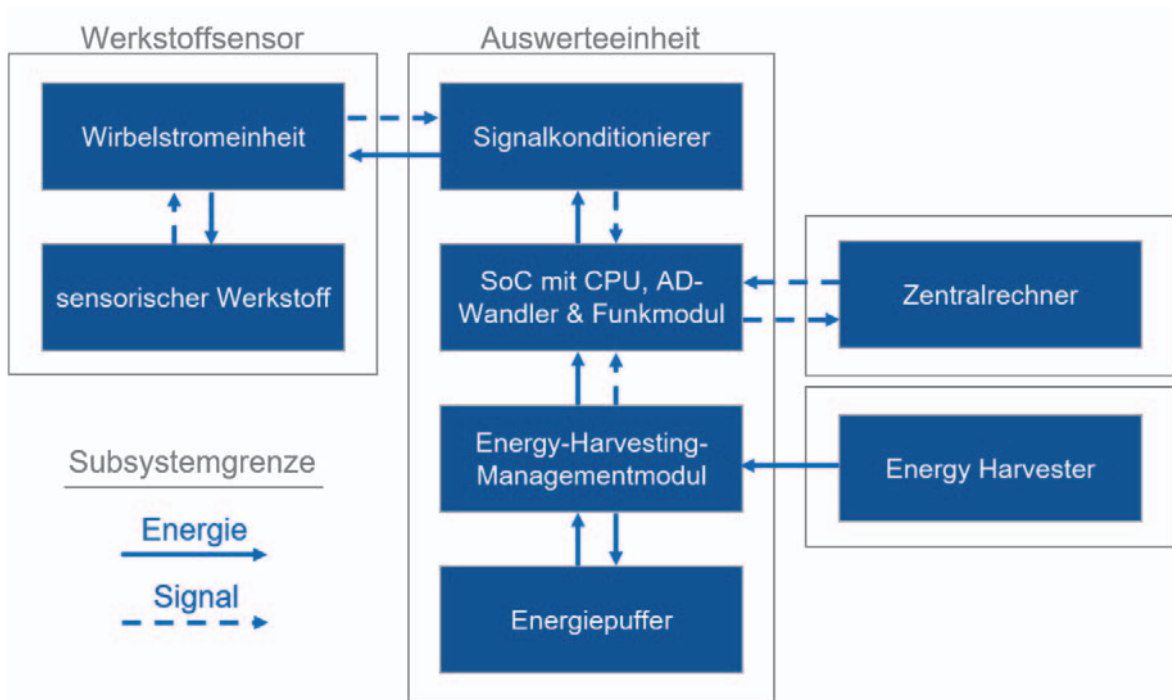 Werkstoffsensor
Auswerteeinheit
Wirbelstromeinheit
Signalkonditionierer
sensorischer Werkstoff
SoC mit CPU, AD-
Wandler & Funkmodul
Zentralrechner
Energy-Harvesting-
Managementmodul
Energy Harvester
Energiepuffer
Subsystemgrenze
Energie
Signal